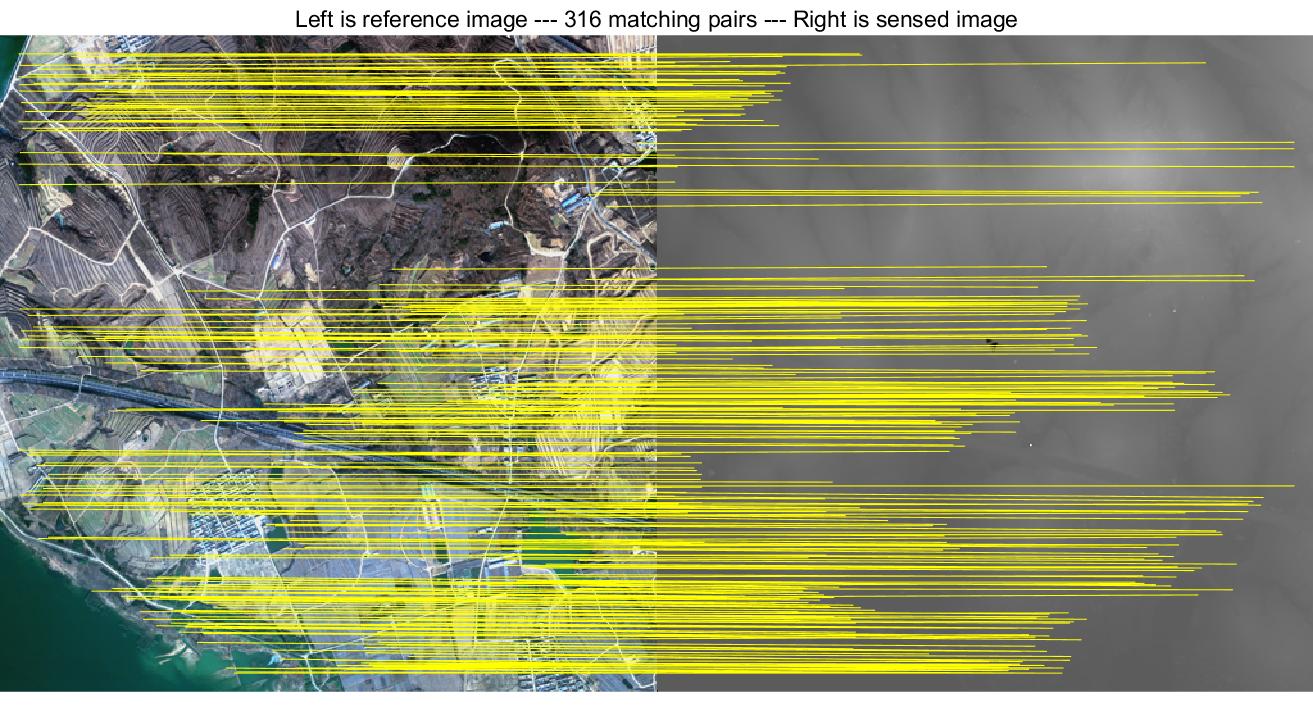 Left is reference image --- 316 matching pairs --- Right is sensed image